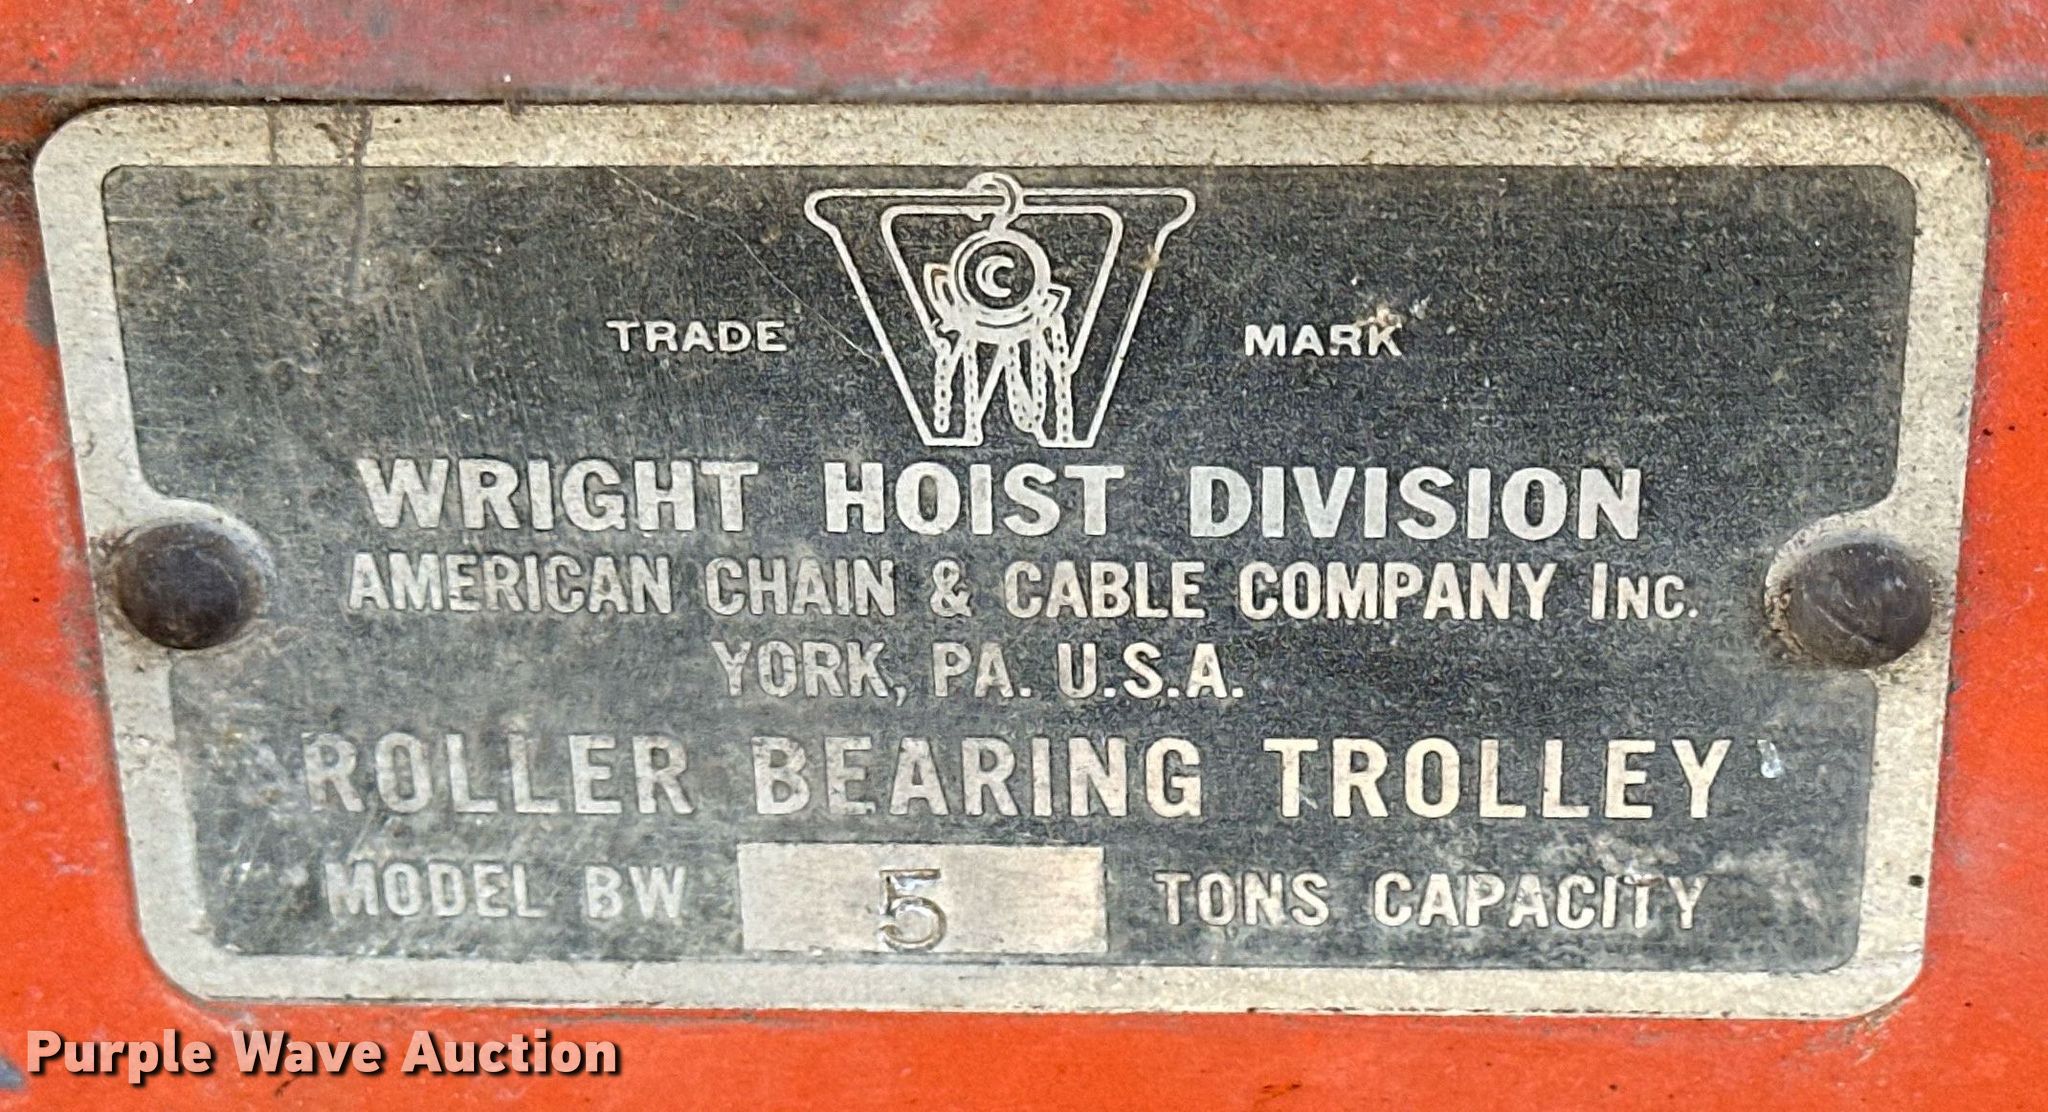 TRADE MARK
WRIGHT HOIST DIVISION
AMERICAN CHAIN & CABLE COMPANY INC.
YORK, PA. U.S.A.
ROLLER BEARING TROLLEY
MODEL BW 5 TONS CAPACITY
Purple Wave Auction